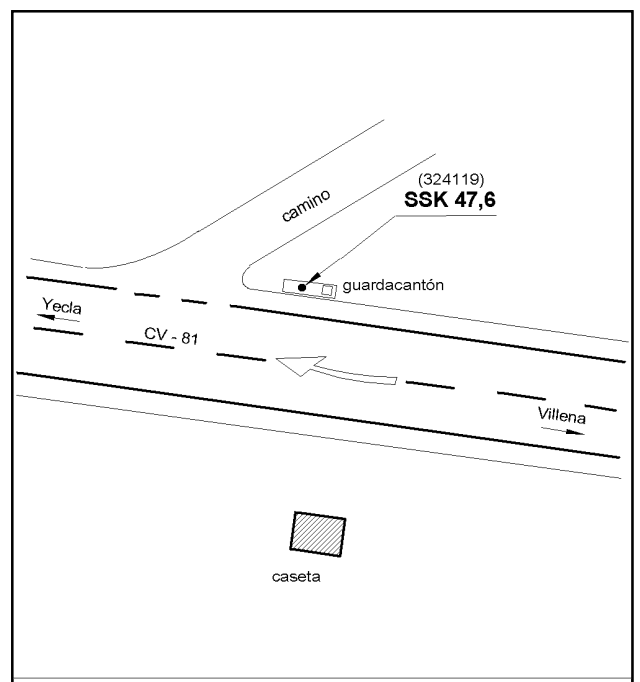 (324119)
SSK 47,6
camino
guardacantón
Yecla
CV - 81
Villena
caseta